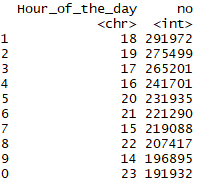 Hour_of_the_day no
<chr> <int>
1 18 291972
2 19 275499
3 17 265201
4 16 241701
5 20 231935
6 21 221290
7 15 219088
8 22 207417
9 14 196895
0 23 191932